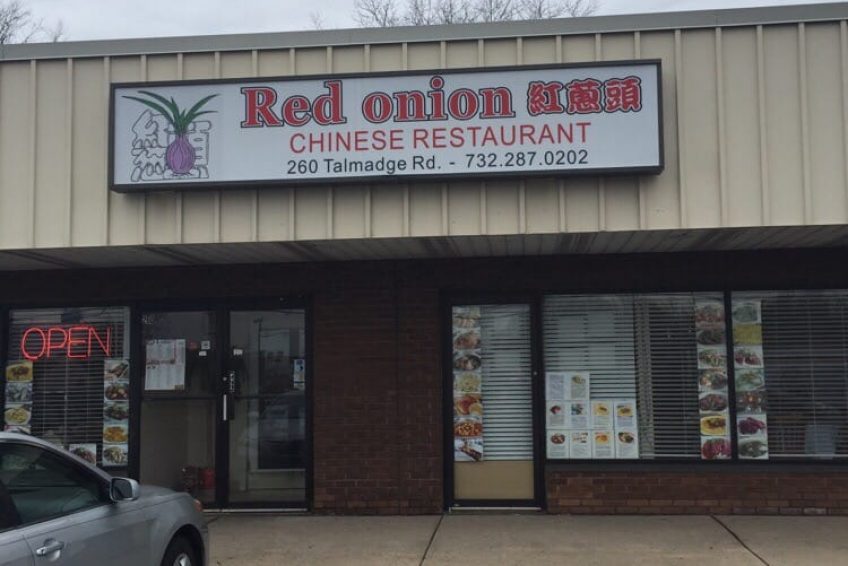 Red onion 紅蔥頭
CHINESE RESTAURANT
260 Talmadge Rd. - 732.287.0202
OPEN